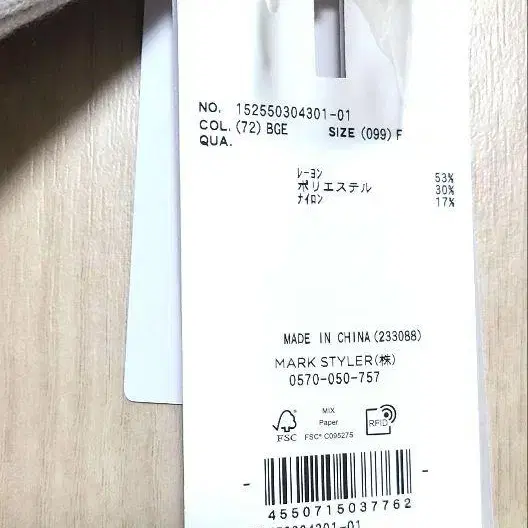 NO. 152550304301-01
COL. (72) BGE SIZE (099) F
QUA.
レーヨン 53%
ポリエステル 30%
ナイロン 17%
MADE IN CHINA (233088)
MARK STYLER(株)
0570-050-757
FSC
MIX
Paper
FSC® C095275
RFID
4550715037762